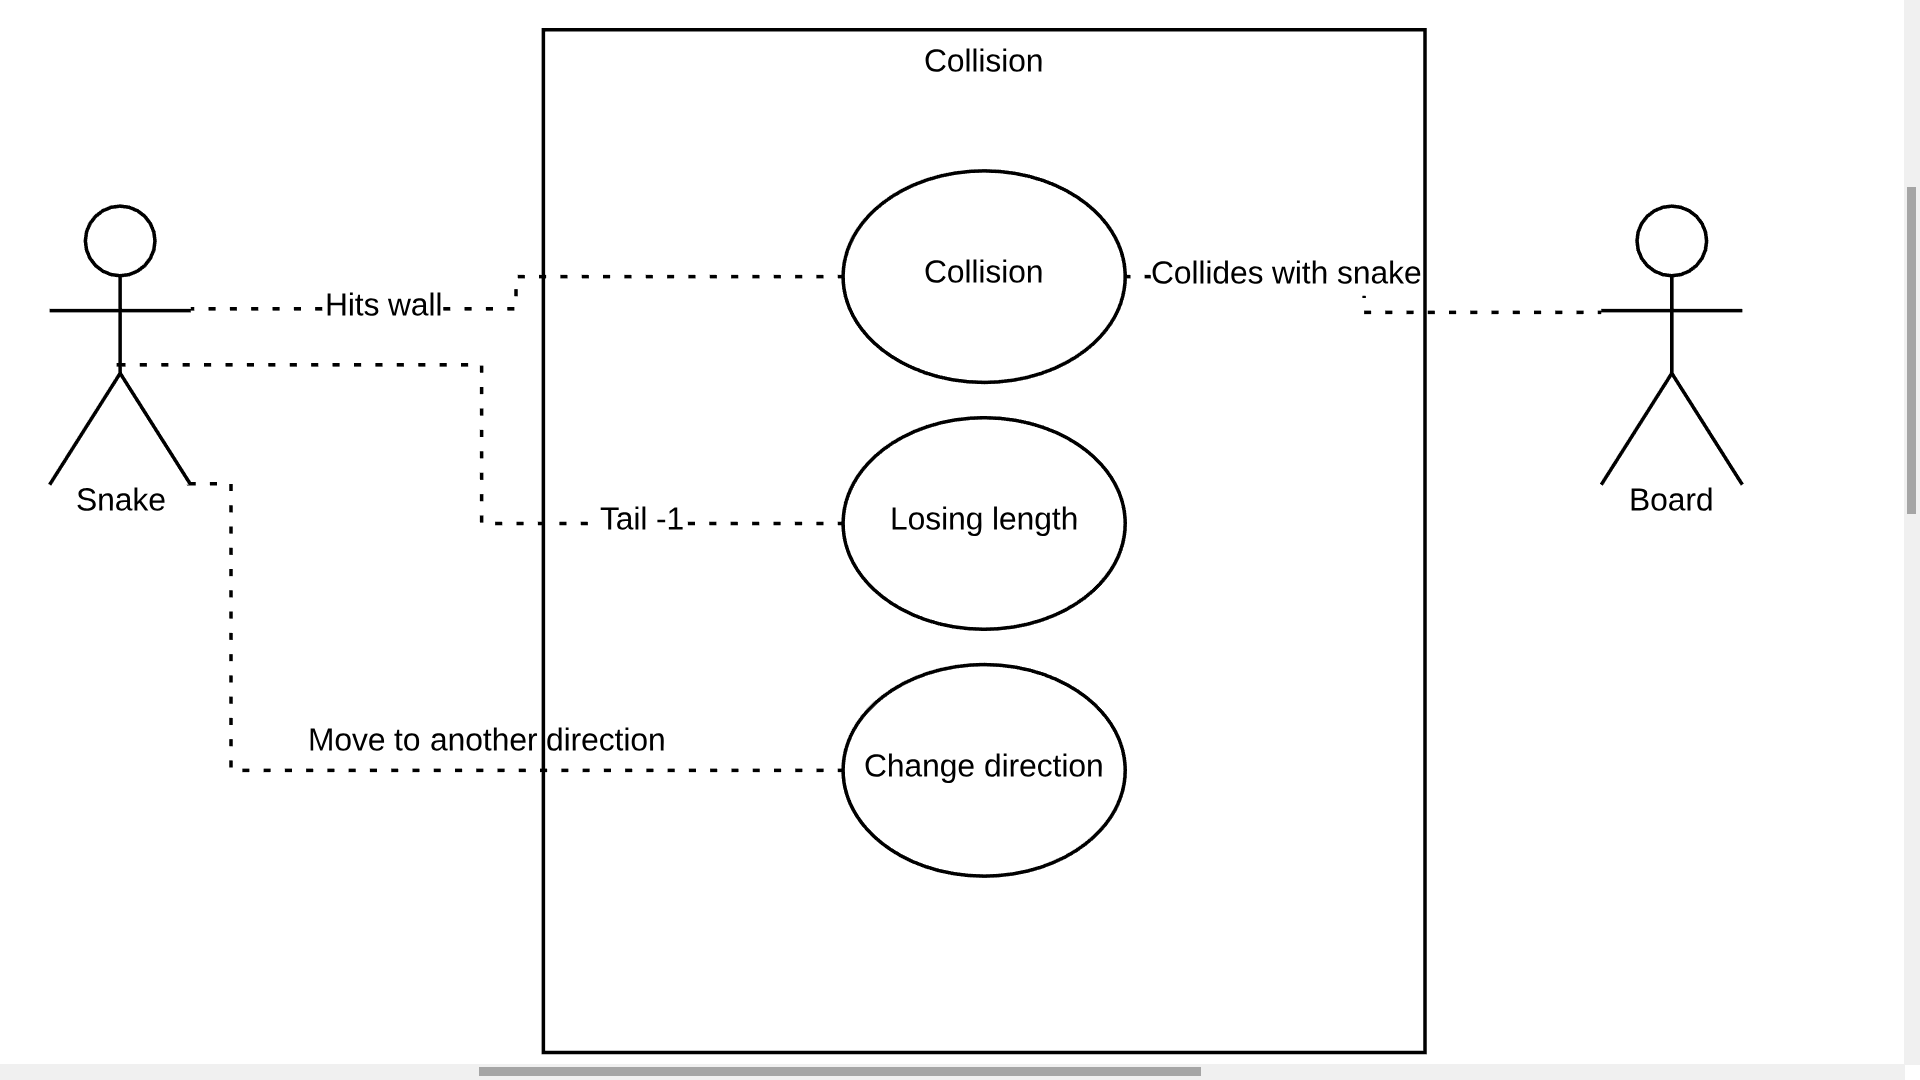 Collision
Collision
Hits wall
Collides with snake
Snake
Board
Tail -1
Losing length
Move to another direction
Change direction